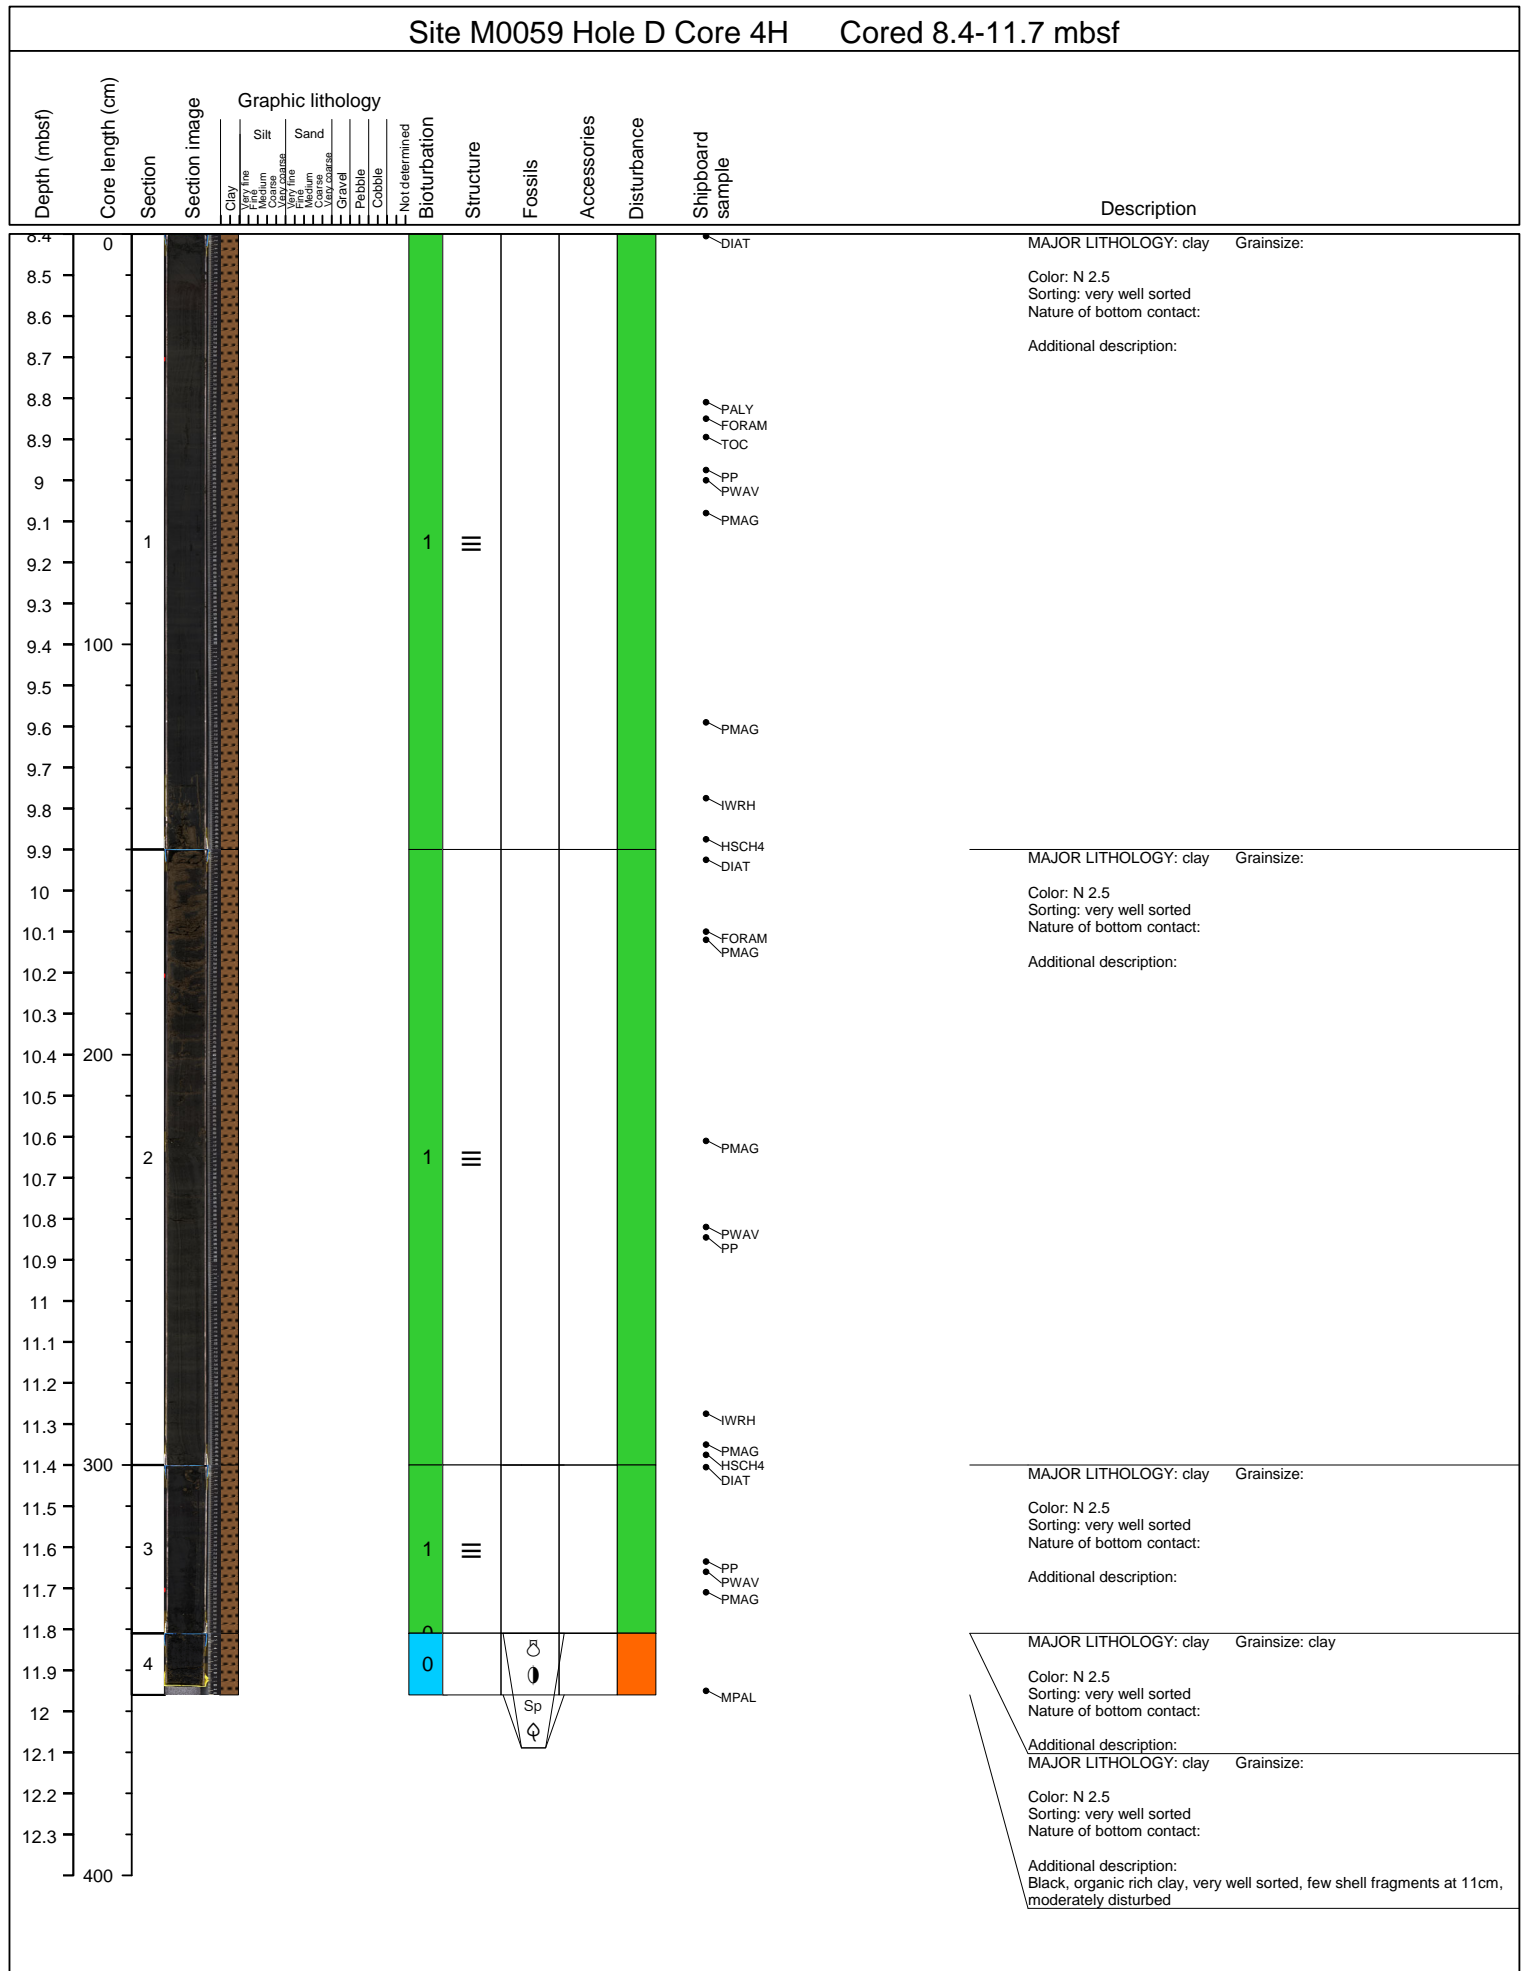 Site M0059 Hole D Core 4H Cored 8.4-11.7 mbsf
Depth (mbsf)
Core length (cm)
Section
Section image
Graphic lithology
Clay
Silt
Very fine
Fine
Medium
Coarse
Very coarse
Sand
Very fine
Fine
Medium
Coarse
Very coarse
Gravel
Pebble
Cobble
Not determined
Bioturbation
Structure
Fossils
Accessories
Disturbance
Shipboard
sample
Description
8.4
8.5
8.6
8.7
8.8
8.9
9
9.1
9.2
9.3
9.4
9.5
9.6
9.7
9.8
9.9
10
10.1
10.2
10.3
10.4
10.5
10.6
10.7
10.8
10.9
11
11.1
11.2
11.3
11.4
11.5
11.6
11.7
11.8
11.9
12
12.1
12.2
12.3
0
100
200
300
400
1
2
3
4
1
1
1
0
0
Sp
DIAT
PALY
FORAM
TOC
PP
PWAV
PMAG
PMAG
IWRH
HSCH4
DIAT
FORAM
PMAG
PMAG
PWAV
PP
IWRH
PMAG
HSCH4
DIAT
PP
PWAV
PMAG
MPAL
MAJOR LITHOLOGY: clay Grainsize:
Color: N 2.5
Sorting: very well sorted
Nature of bottom contact:
Additional description:
MAJOR LITHOLOGY: clay Grainsize:
Color: N 2.5
Sorting: very well sorted
Nature of bottom contact:
Additional description:
MAJOR LITHOLOGY: clay Grainsize:
Color: N 2.5
Sorting: very well sorted
Nature of bottom contact:
Additional description:
MAJOR LITHOLOGY: clay Grainsize: clay
Color: N 2.5
Sorting: very well sorted
Nature of bottom contact:
Additional description:
MAJOR LITHOLOGY: clay Grainsize:
Color: N 2.5
Sorting: very well sorted
Nature of bottom contact:
Additional description:
Black, organic rich clay, very well sorted, few shell fragments at 11cm,
moderately disturbed